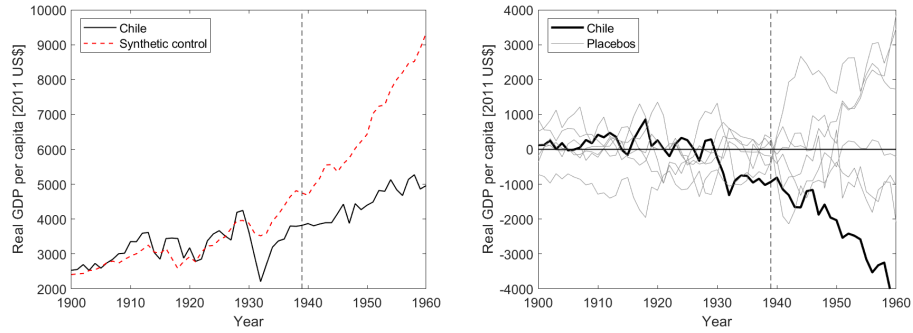 Real GDP per capita [2011 US$]
10000
9000
8000
7000
6000
5000
4000
3000
2000
Chile
Synthetic control
1900 1910 1920 1930 1940 1950 1960
Year
Real GDP per capita [2011 US$]
4000
3000
2000
1000
0
-1000
-2000
-3000
-4000
Chile
Placebos
1900 1910 1920 1930 1940 1950 1960
Year